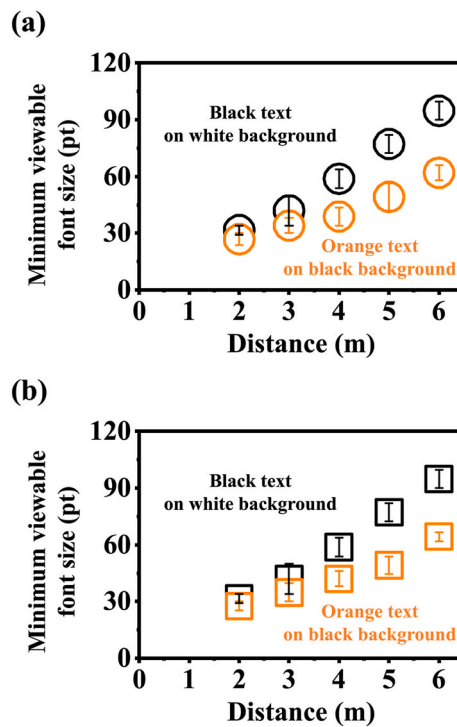 (a)
120
90
60
30
0
Minimum viewable
font size (pt)
Black text
on white background
Orange text
on black background
0 1 2 3 4 5 6
Distance (m)
(b)
120
90
60
30
0
Minimum viewable
font size (pt)
Black text
on white background
Orange text
on black background
0 1 2 3 4 5 6
Distance (m)